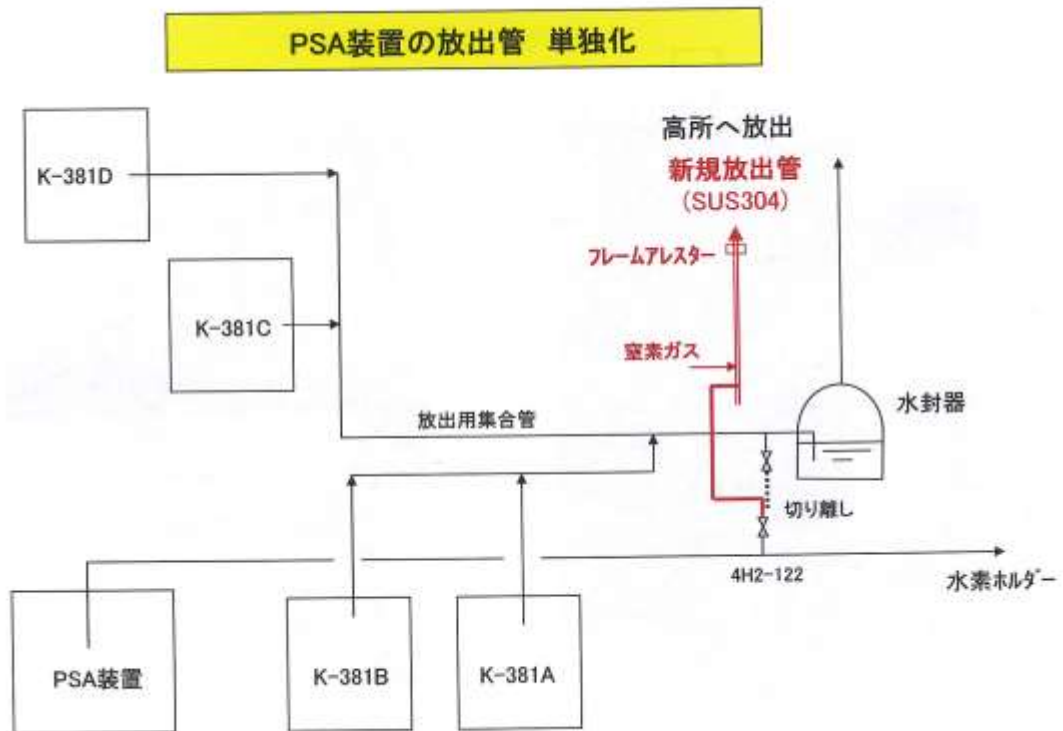 PSA装置の放出管 単独化
高所へ放出
新規放出管
(SUS304)
K-381D
フレームアレスター
K-381C
窒素ガス
水封器
放出用集合管
切り離し
4H2-122
水素ホルダー
PSA装置
K-381B
K-381A